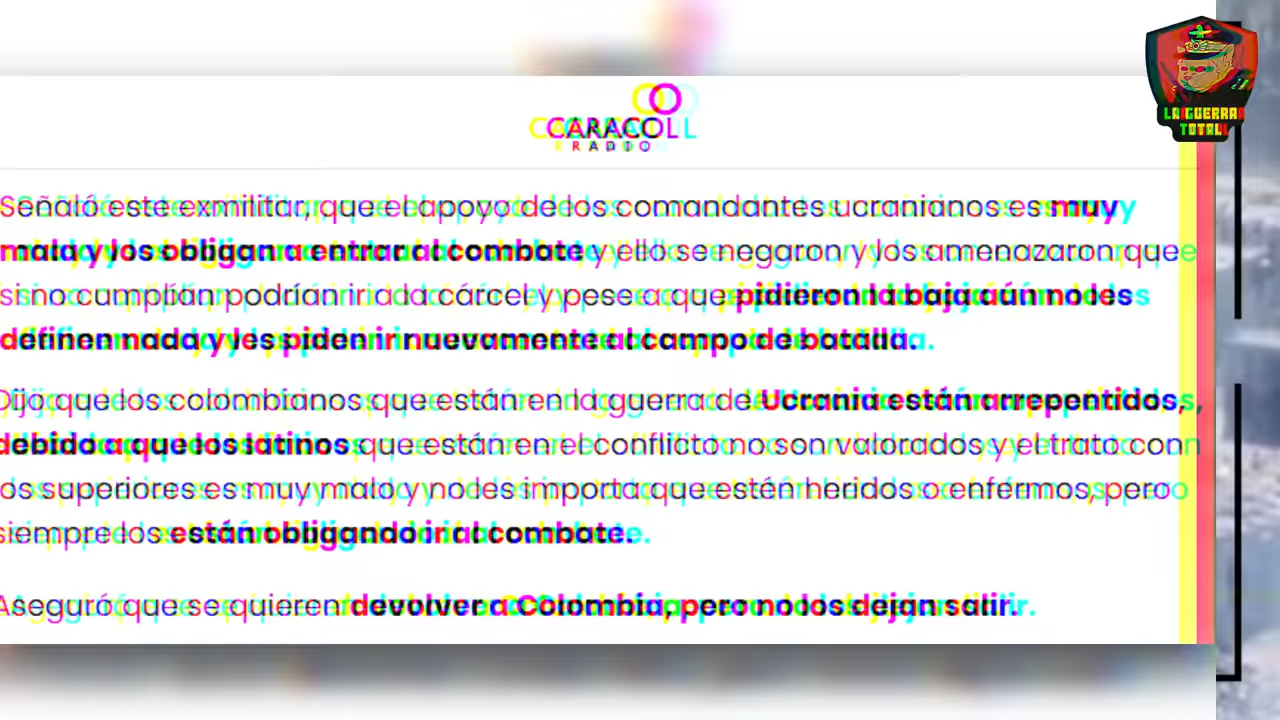 CARACOL
RADIO
LA GUERRA
TOTAL
Señaló este exmilitar, que el apoyo de los comandantes ucranianos es muy
malo y los obligan a entrar al combate y ello se negaron y los amenazaron que
si no cumplían podrían ir a la cárcel y pese a que pidieron la baja aún no les
definen nada y les piden ir nuevamente al campo de batalla.
Dijo que los colombianos que están en la guerra de Ucrania están arrepentidos,
debido a que los latinos que están en el conflicto no son valorados y el trato con
los superiores es muy malo y no les importa que estén heridos o enfermos, pero
siempre los están obligando ir al combate.
Aseguró que se quieren devolver a Colombia, pero no los dejan salir.